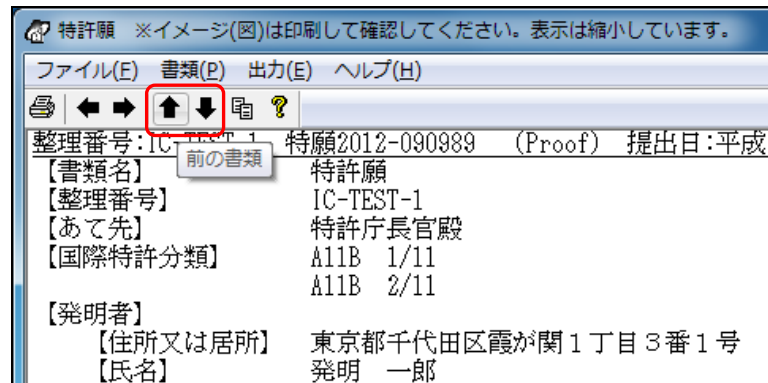 特許願 ※イメージ(図)は印刷して確認してください。表示は縮小しています。
ファイル(F) 書類(P) 出力(E) ヘルプ(H)
整理番号:IC-TEST-1 特願2012-090989 (Proof) 提出日:平成
前の書類
【書類名】 特許願
【整理番号】 IC-TEST-1
【あて先】 特許庁長官殿
【国際特許分類】 A11B 1/11
A11B 2/11
【発明者】
【住所又は居所】 東京都千代田区霞が関1丁目3番1号
【氏名】 発明 一郎